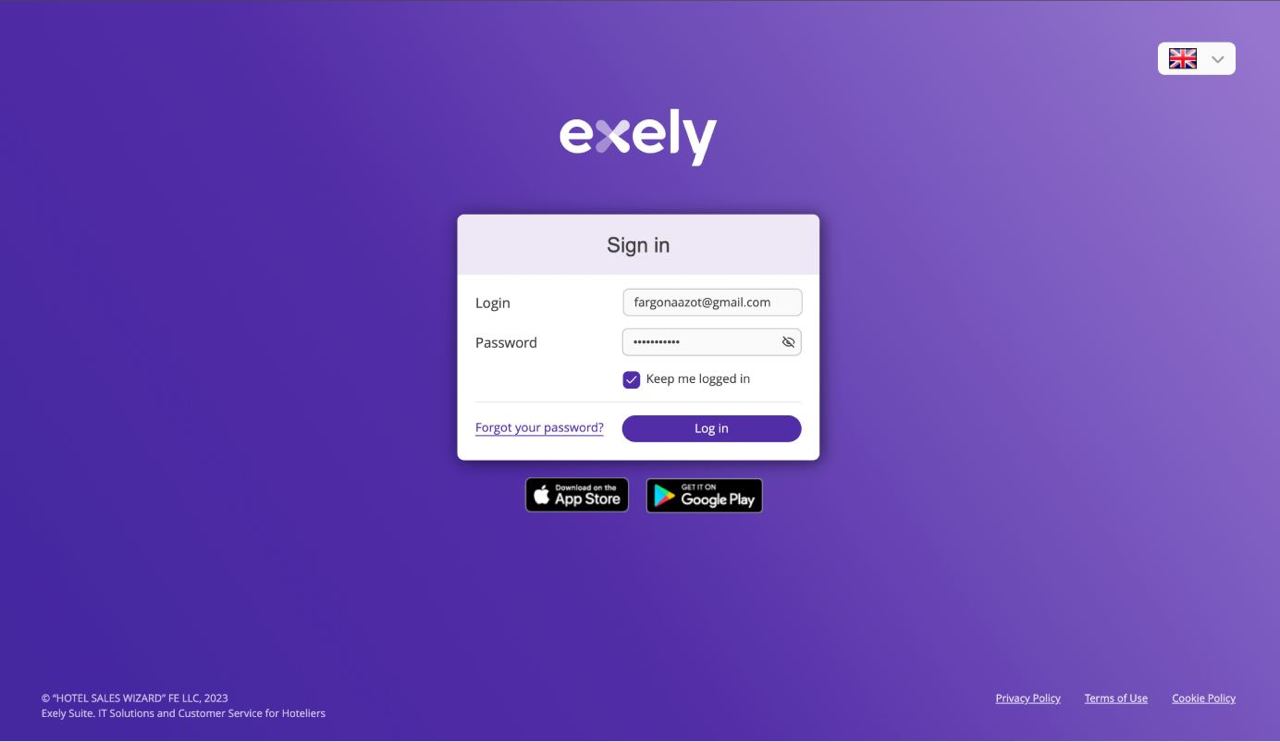 exely
Sign in
Login
fargonaazot@gmail.com
Password
•••••••••••
Keep me logged in
Forgot your password?
Log in
Download on the
App Store
GET IT ON
Google Play
© “HOTEL SALES WIZARD” FE LLC, 2023
Exely Suite. IT Solutions and Customer Service for Hoteliers
Privacy Policy
Terms of Use
Cookie Policy